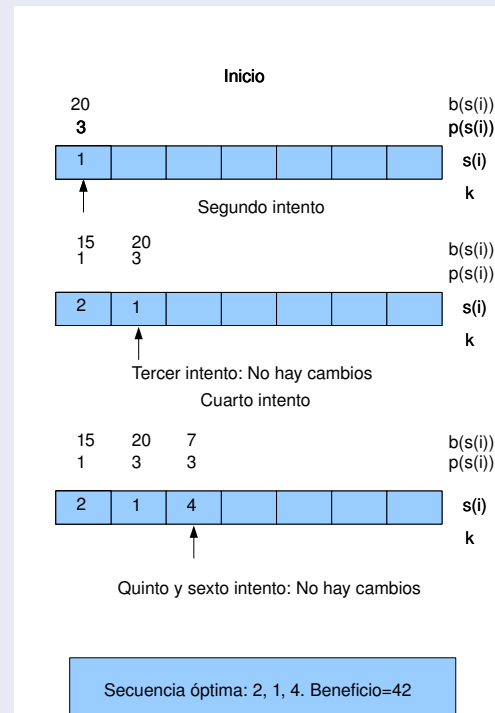 Inicio
20 b(s(i))
3 p(s(i))
1 s(i)
k
Segundo intento
15 20 b(s(i))
1 3 p(s(i))
2 1 s(i)
k
Tercer intento: No hay cambios
Cuarto intento
15 20 7 b(s(i))
1 3 3 p(s(i))
2 1 4 s(i)
k
Quinto y sexto intento: No hay cambios
Secuencia óptima: 2, 1, 4. Beneficio=42